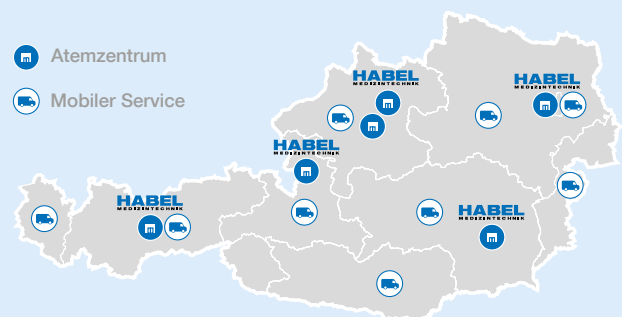 Atemzentrum
Mobiler Service
HABEL
MEDIZINTECHNIK
HABEL
MEDIZINTECHNIK
HABEL
MEDIZINTECHNIK
HABEL
MEDIZINTECHNIK
HABEL
MEDIZINTECHNIK